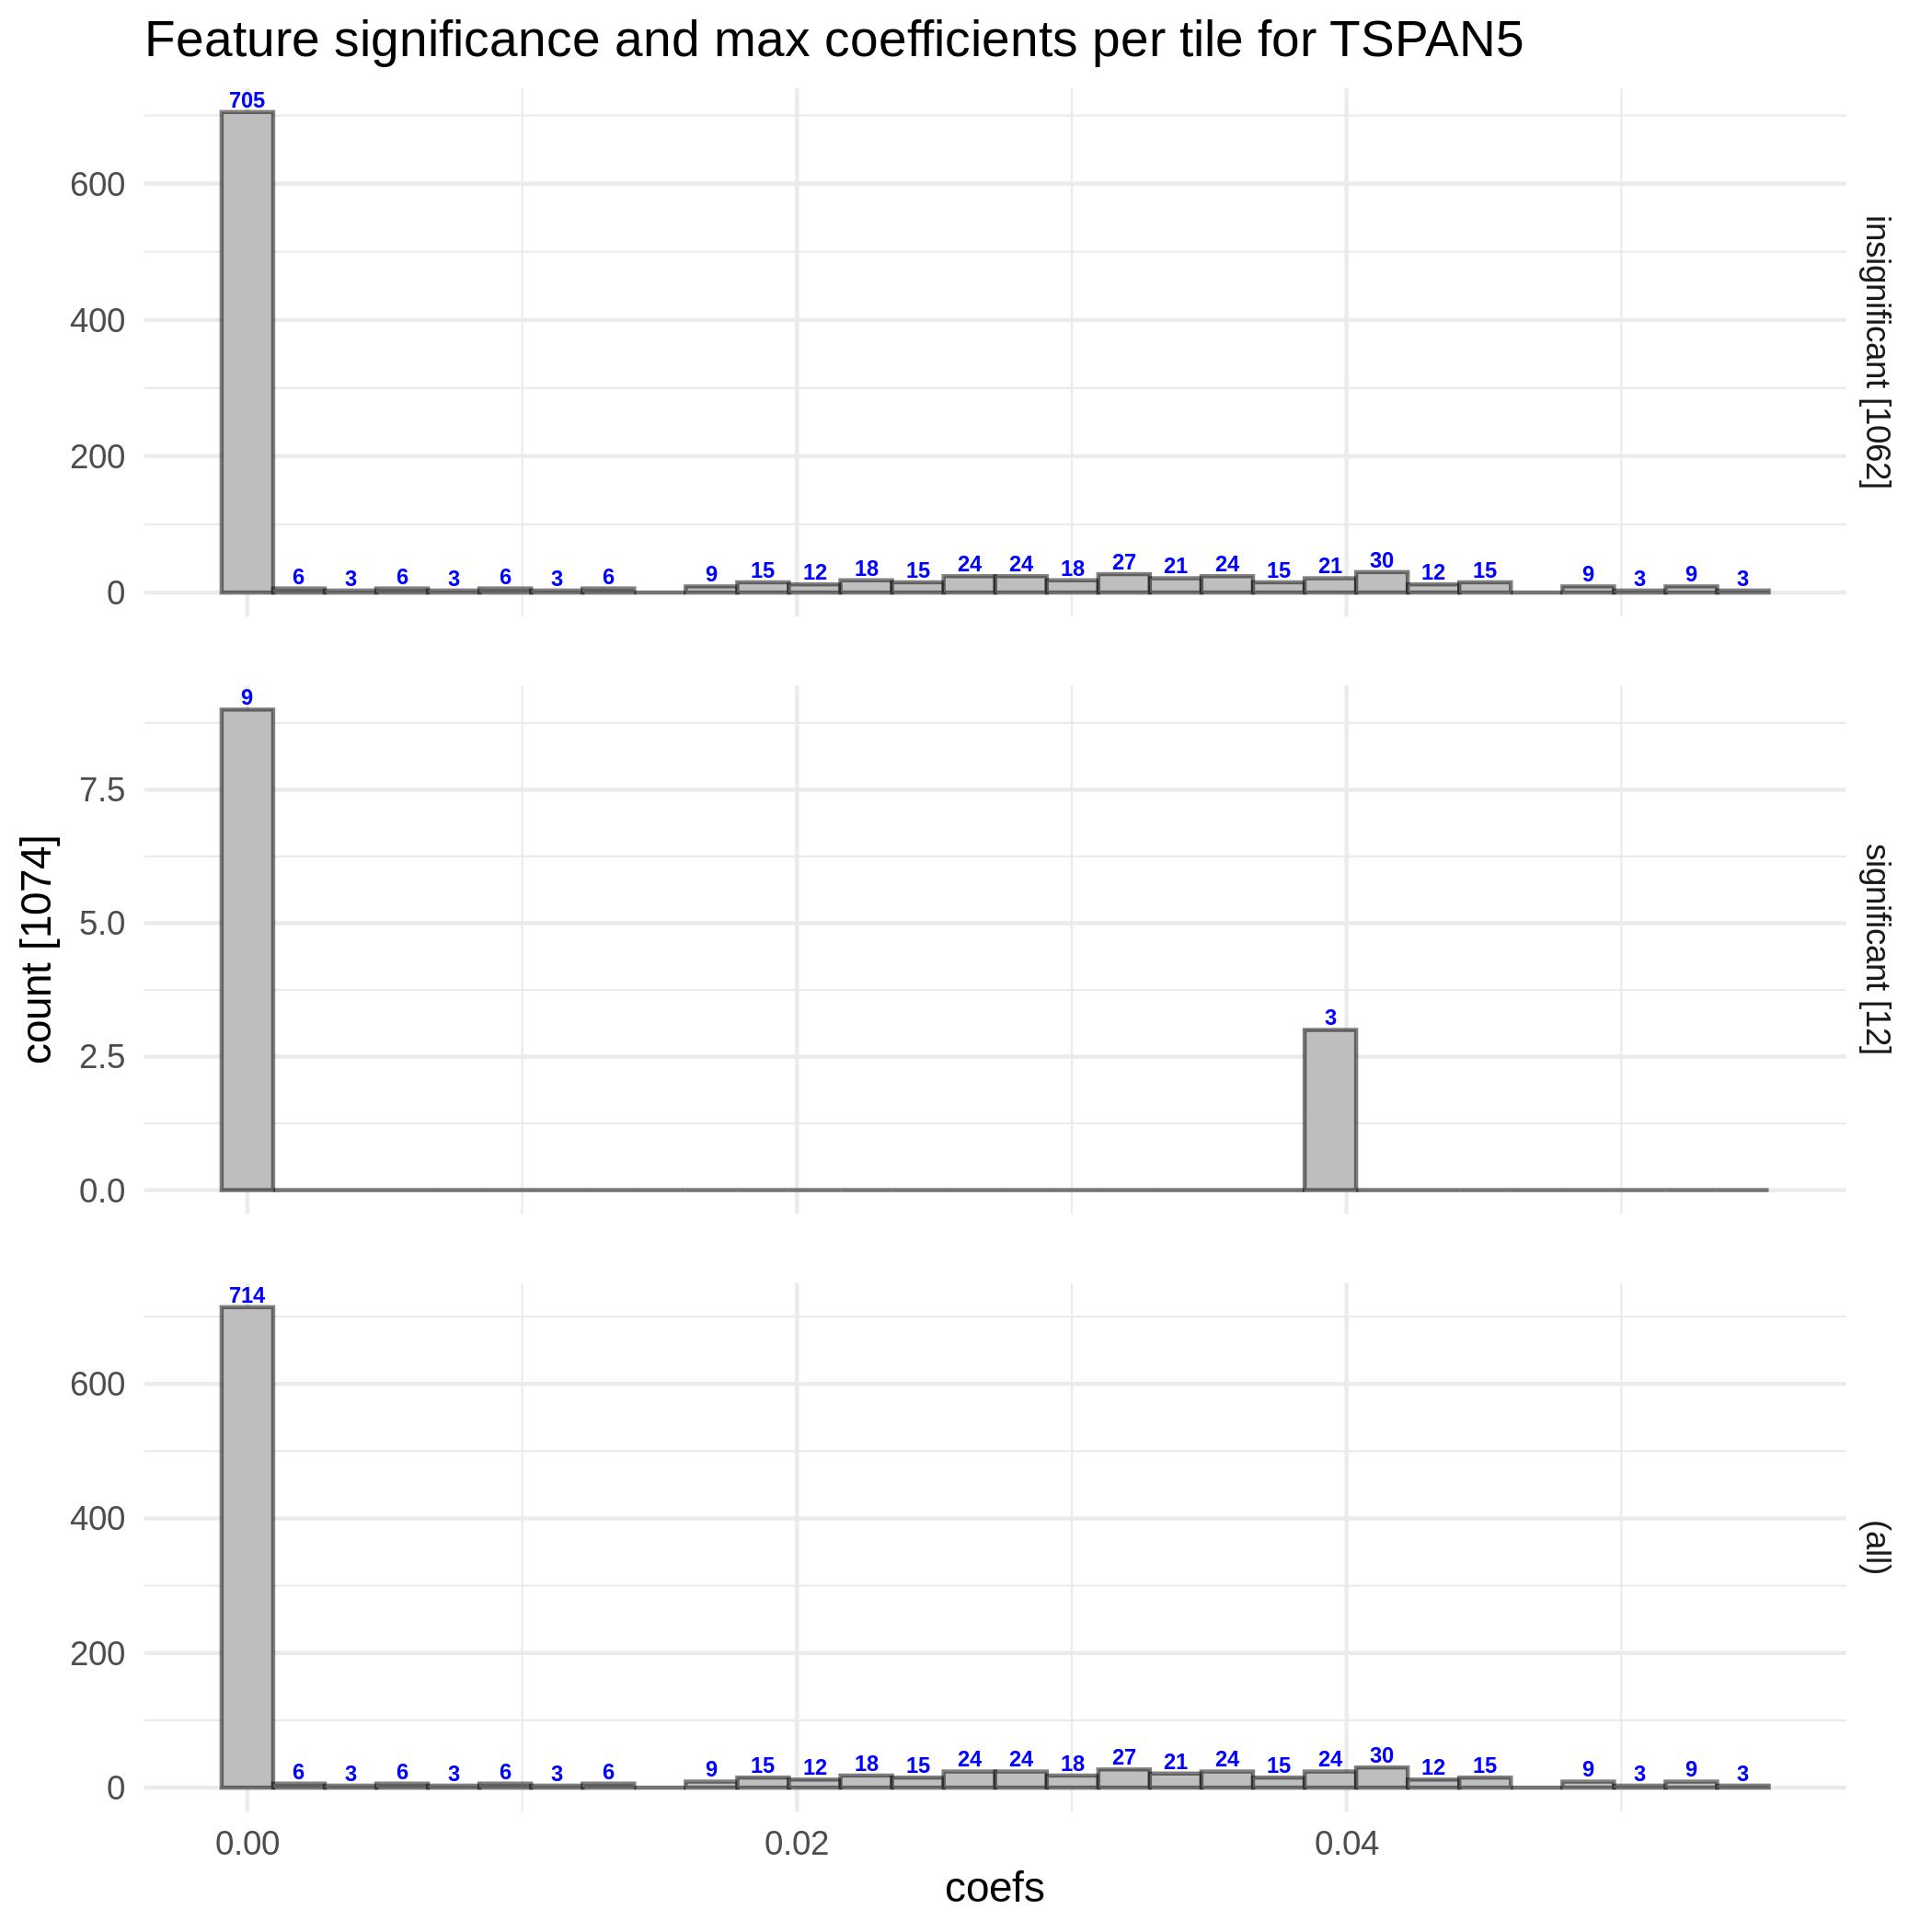 Feature significance and max coefficients per tile for TSPAN5
705
600
400
200
0
6 3 6 3 6 3 6 9 15 12 18 15 24 24 18 27 21 24 15 21 30 12 15 9 3 9 3
insignificant [1062]
9
7.5
5.0
2.5
0.0
3
significant [12]
count [1074]
714
600
400
200
0
6 3 6 3 6 3 6 9 15 12 18 15 24 24 18 27 21 24 15 24 30 12 15 9 3 9 3
(all)
0.00 0.02 0.04
coefs